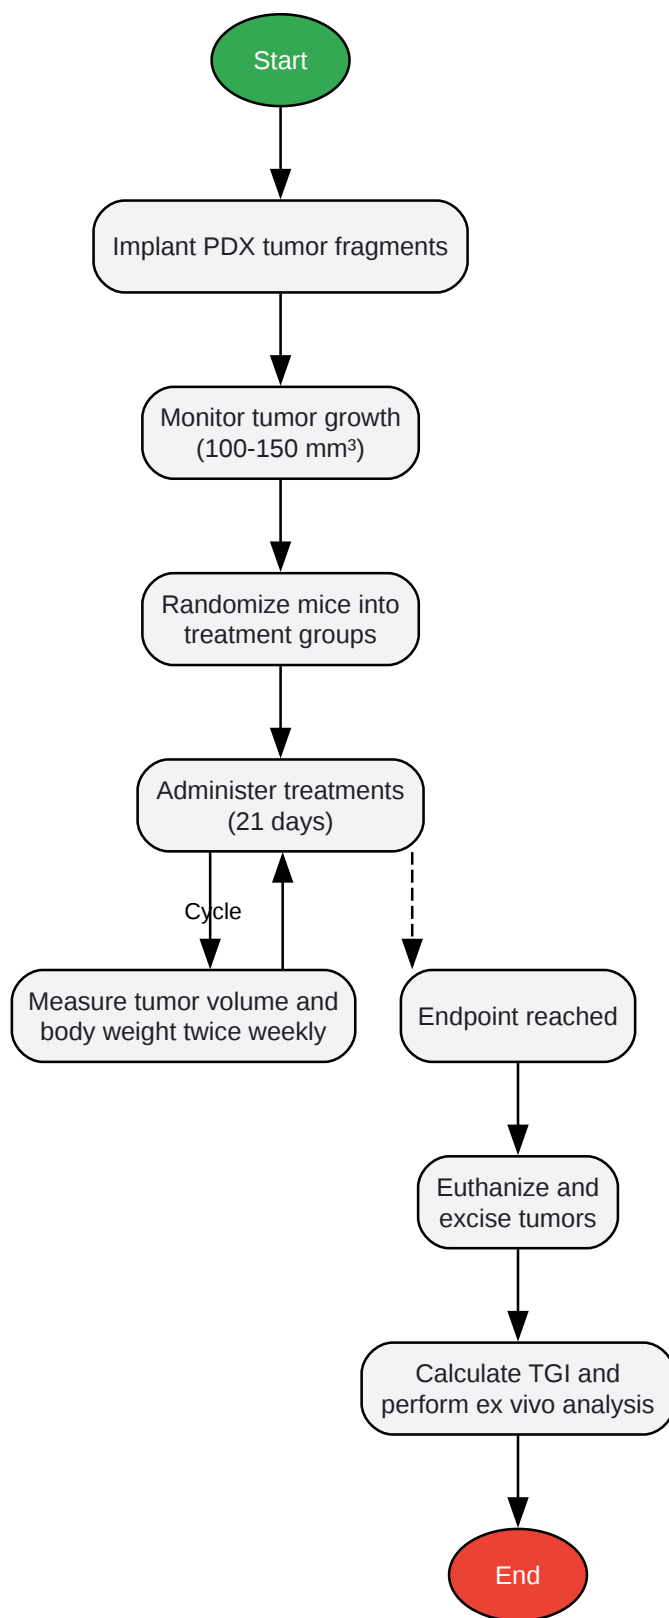 Start
Implant PDX tumor fragments
Monitor tumor growth
(100-150 mm³)
Randomize mice into
treatment groups
Administer treatments
(21 days)
Cycle
Measure tumor volume and
body weight twice weekly
Endpoint reached
Euthanize and
excise tumors
Calculate TGI and
perform ex vivo analysis
End